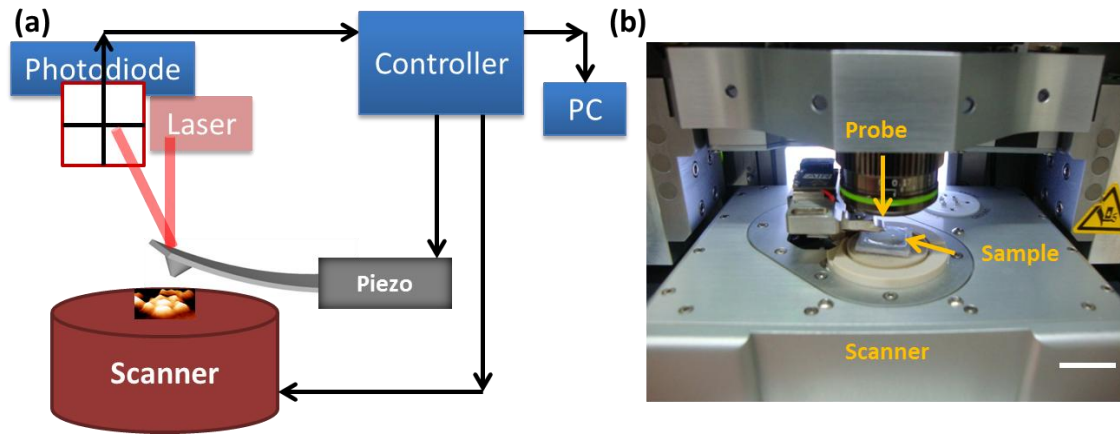 (a)
Photodiode
Laser
Controller
PC
Piezo
Scanner
(b)
Probe
Sample
Scanner